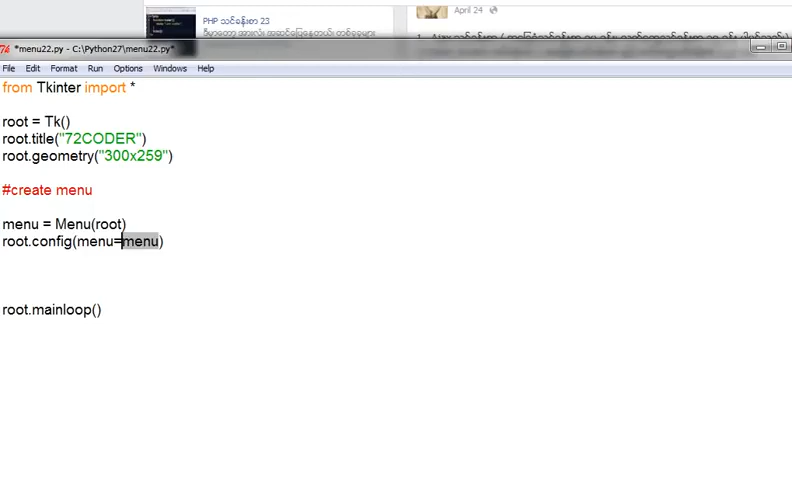 PHP သင်ခန်းစာ 23
April 24
*menu22.py - C:\Python27\menu22.py*
File Edit Format Run Options Windows Help
from Tkinter import *
root = Tk()
root.title("72CODER")
root.geometry("300x259")
#create menu
menu = Menu(root)
root.config(menu=menu)
root.mainloop()